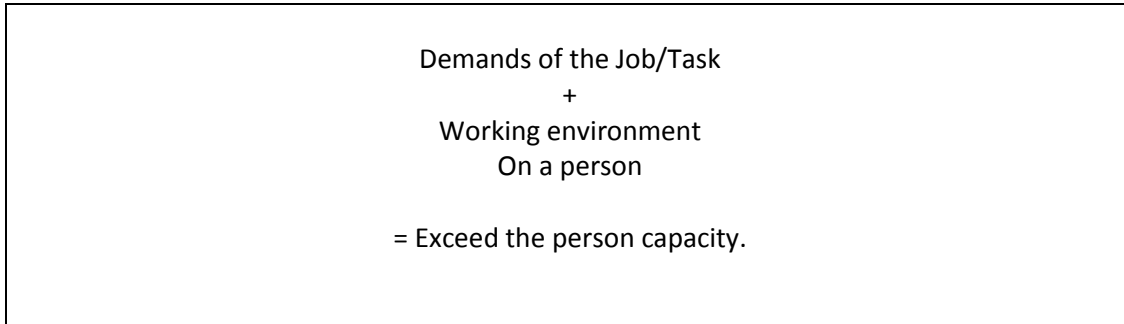 Demands of the Job/Task
+
Working environment
On a person
= Exceed the person capacity.